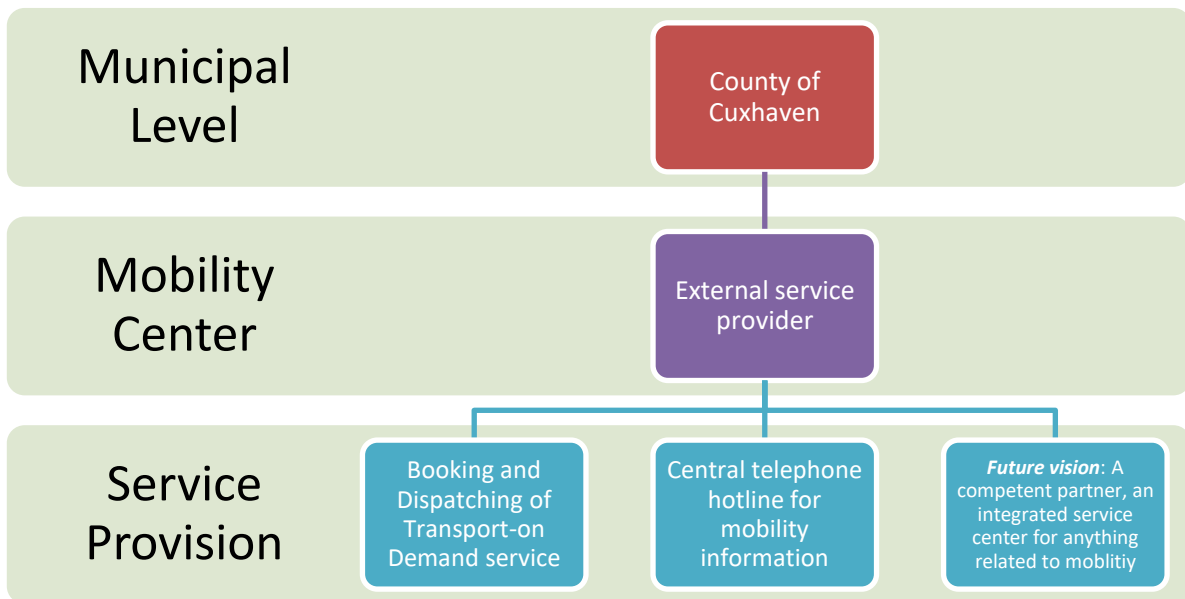 Municipal
Level
County of
Cuxhaven
Mobility
Center
External service
provider
Service
Provision
Booking and
Dispatching of
Transport-on
Demand service
Central telephone
hotline for
mobility
information
Future vision: A
competent partner, an
integrated service
center for anything
related to moblitiy